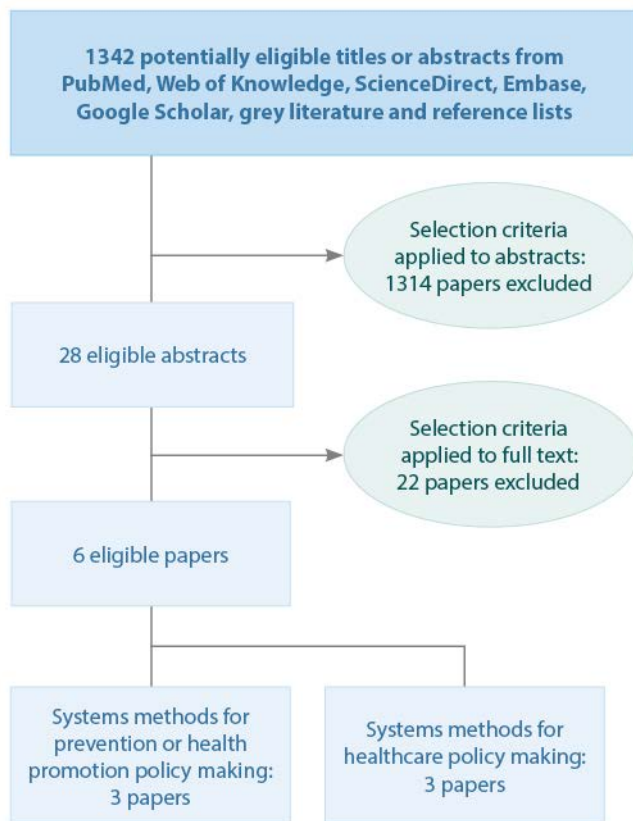 1342 potentially eligible titles or abstracts from
PubMed, Web of Knowledge, ScienceDirect, Embase,
Google Scholar, grey literature and reference lists
Selection criteria
applied to abstracts:
1314 papers excluded
28 eligible abstracts
Selection criteria
applied to full text:
22 papers excluded
6 eligible papers
Systems methods for
prevention or health
promotion policy making:
3 papers
Systems methods for
healthcare policy making:
3 papers